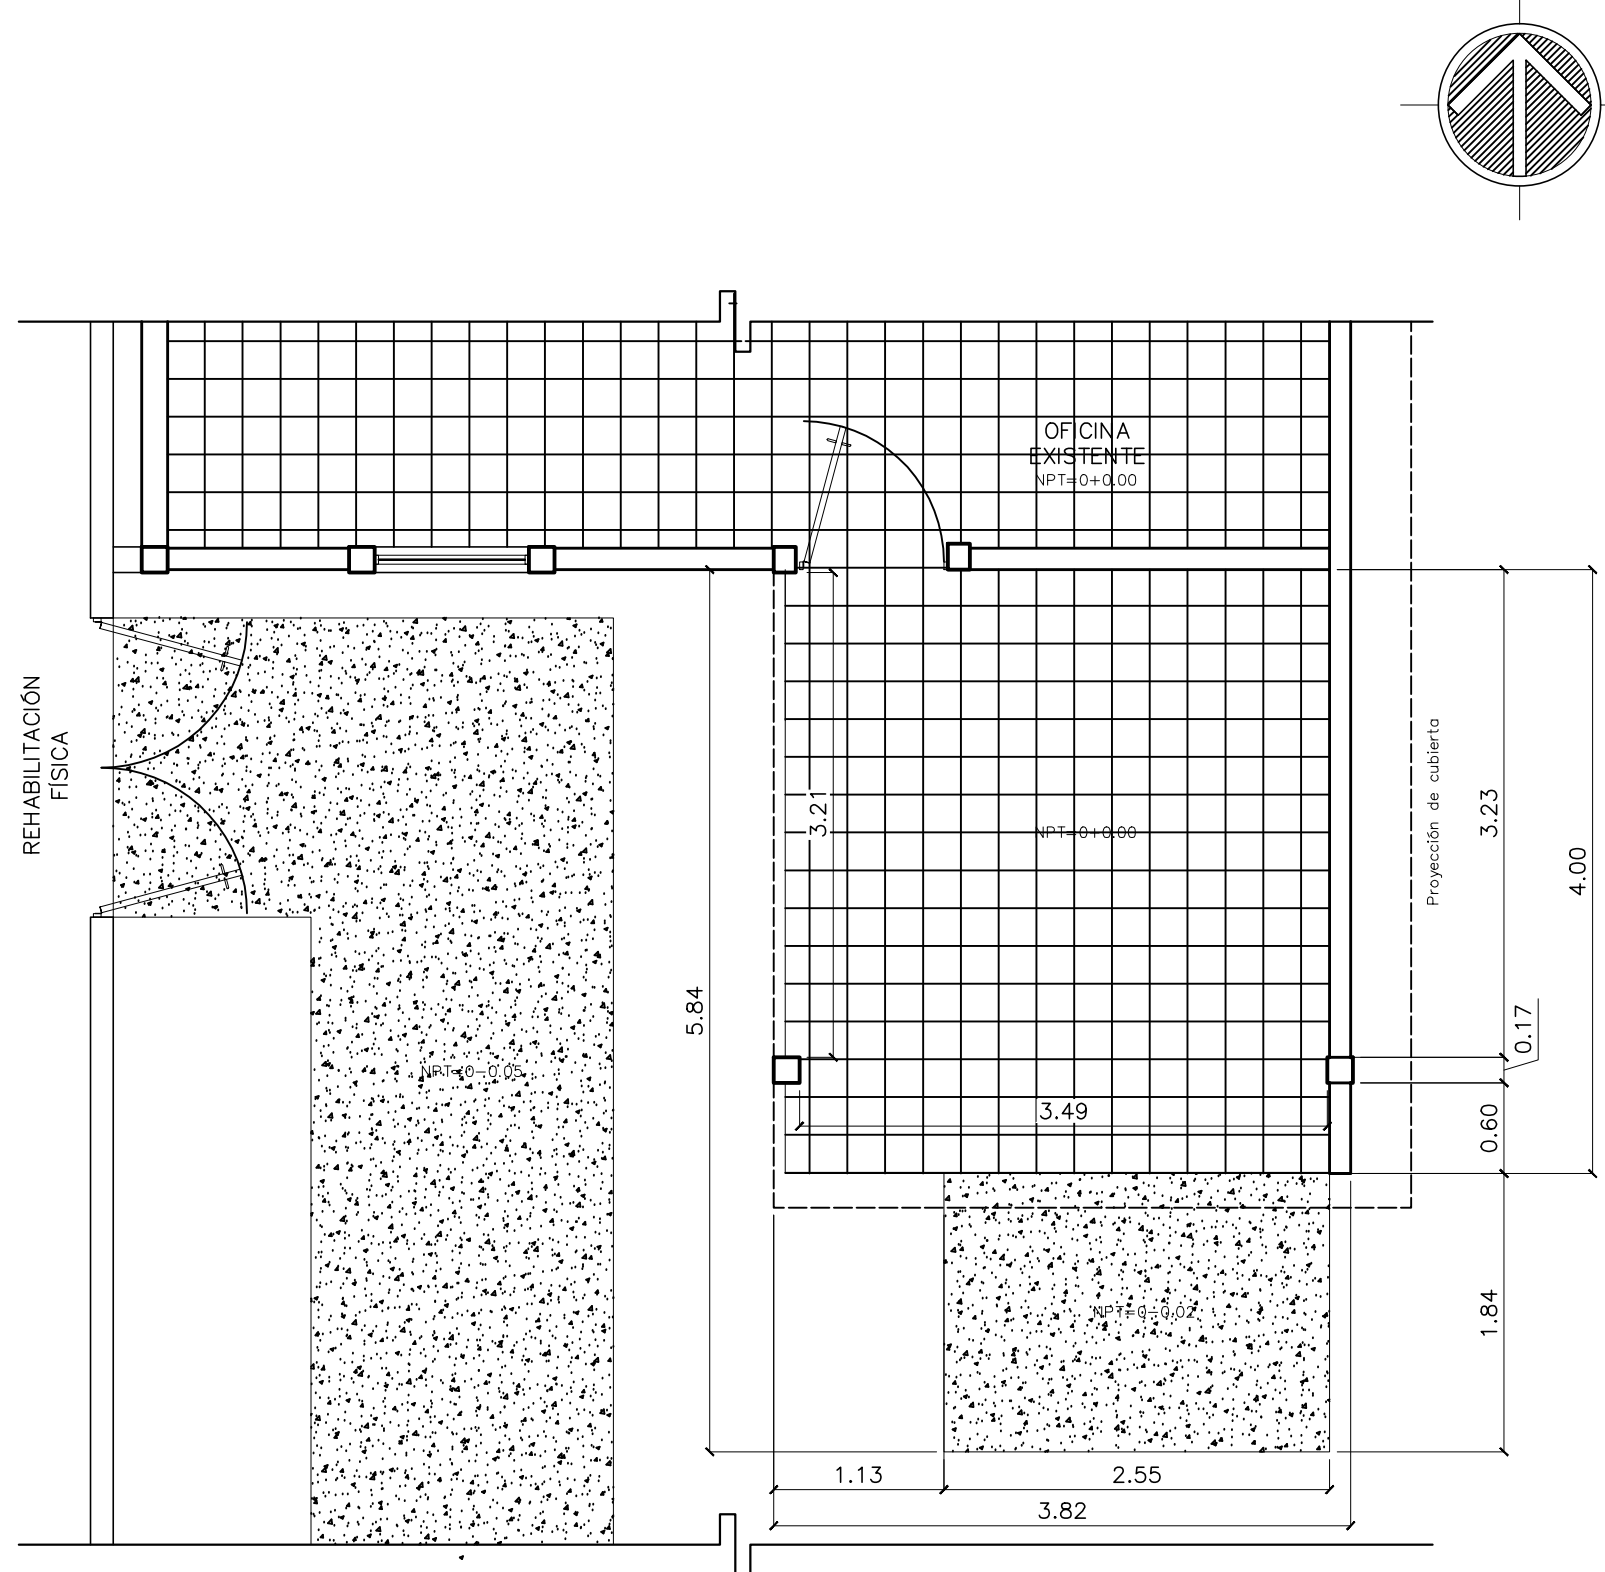 OFICINA
EXISTENTE
NPT=0+0.00
REHABILITACIÓN
FÍSICA
3.21
NPT=0+0.00
Proyección de cubierta
3.23
4.00
5.84
NPT=0-0.05
0.17
3.49
0.60
NPT=0-0.02
1.84
1.13
2.55
3.82